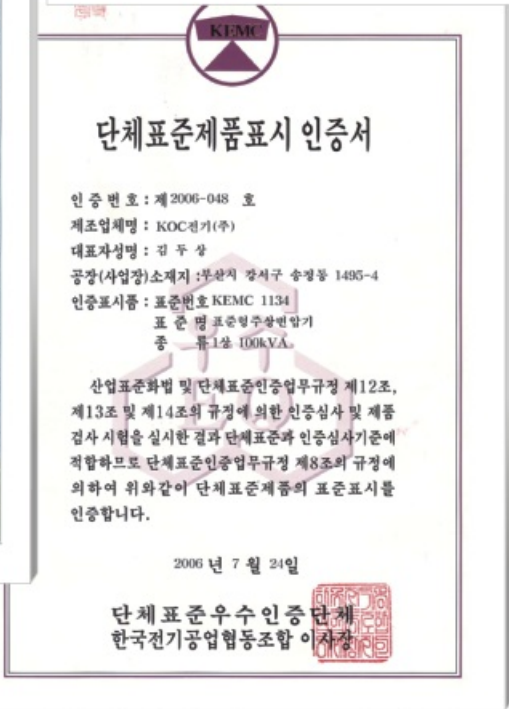 KEMC
단체표준제품표시 인증서
인 증 번 호 : 제 2006-048 호
제조업체명 : KOC전기(주)
대표자성명 : 김 두 상
공장(사업장)소재지 :부산시 강서구 송정동 1495-4
인증표시품 : 표준번호 KEMC 1134
표 준 명 표준형주상변압기
종 류 1상 100kVA
산업표준화법 및 단체표준인증업무규정 제12조,
제13조 및 제14조의 규정에 의한 인증심사 및 제품
검사 시험을 실시한 결과 단체표준과 인증심사기준에
적합하므로 단체표준인증업무규정 제8조의 규정에
의하여 위와같이 단체표준제품의 표준표시를
인증합니다.
2006 년 7 월 24일
단체표준우수인증단체
한국전기공업협동조합 이사장